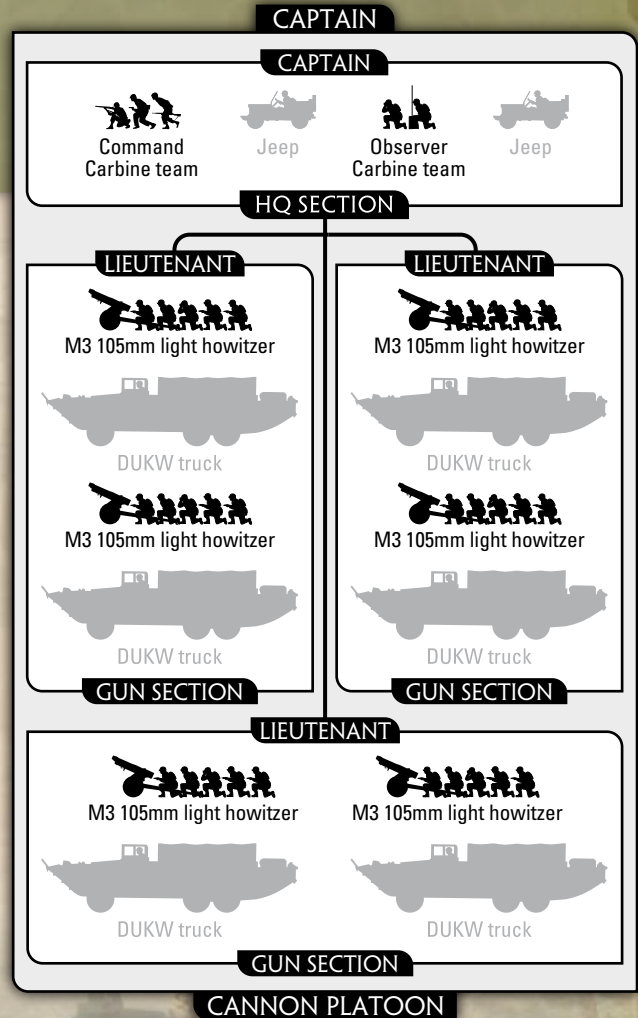 CAPTAIN
CAPTAIN
Command
Carbine team
Jeep
Observer
Carbine team
Jeep
HQ SECTION
LIEUTENANT
M3 105mm light howitzer
DUKW truck
M3 105mm light howitzer
DUKW truck
GUN SECTION
LIEUTENANT
M3 105mm light howitzer
DUKW truck
M3 105mm light howitzer
DUKW truck
GUN SECTION
LIEUTENANT
M3 105mm light howitzer
DUKW truck
M3 105mm light howitzer
DUKW truck
GUN SECTION
CANNON PLATOON